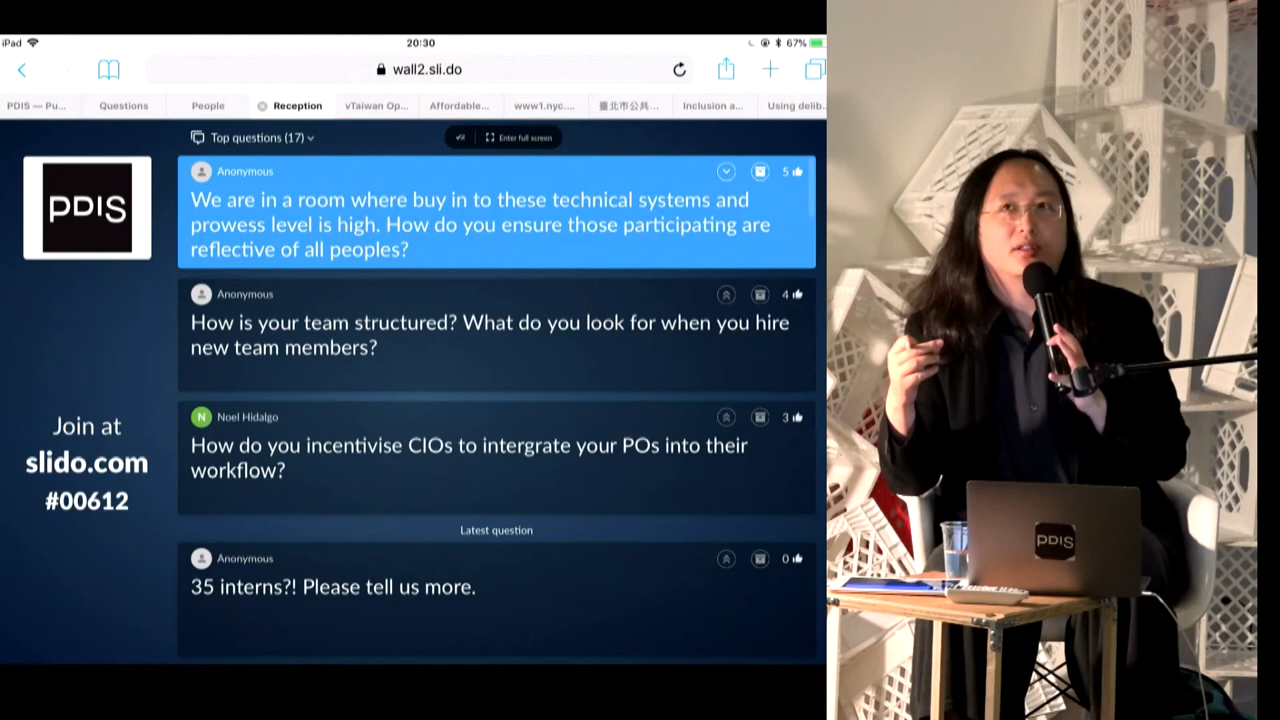 iPad
20:30
67%
wall2.sli.do
PDIS — Pu...
Questions
People
Reception
vTaiwan Op...
Affordable...
www1.nyc....
臺北市公共...
Inclusion a...
Using delib..
Top questions (17)
Enter full screen
PDIS
Anonymous
5
We are in a room where buy in to these technical systems and
prowess level is high. How do you ensure those participating are
reflective of all peoples?
Anonymous
4
How is your team structured? What do you look for when you hire
new team members?
Join at
slido.com
#00612
N
Noel Hidalgo
3
How do you incentivise CIOs to intergrate your POs into their
workflow?
Latest question
Anonymous
0
35 interns?! Please tell us more.
PDIS